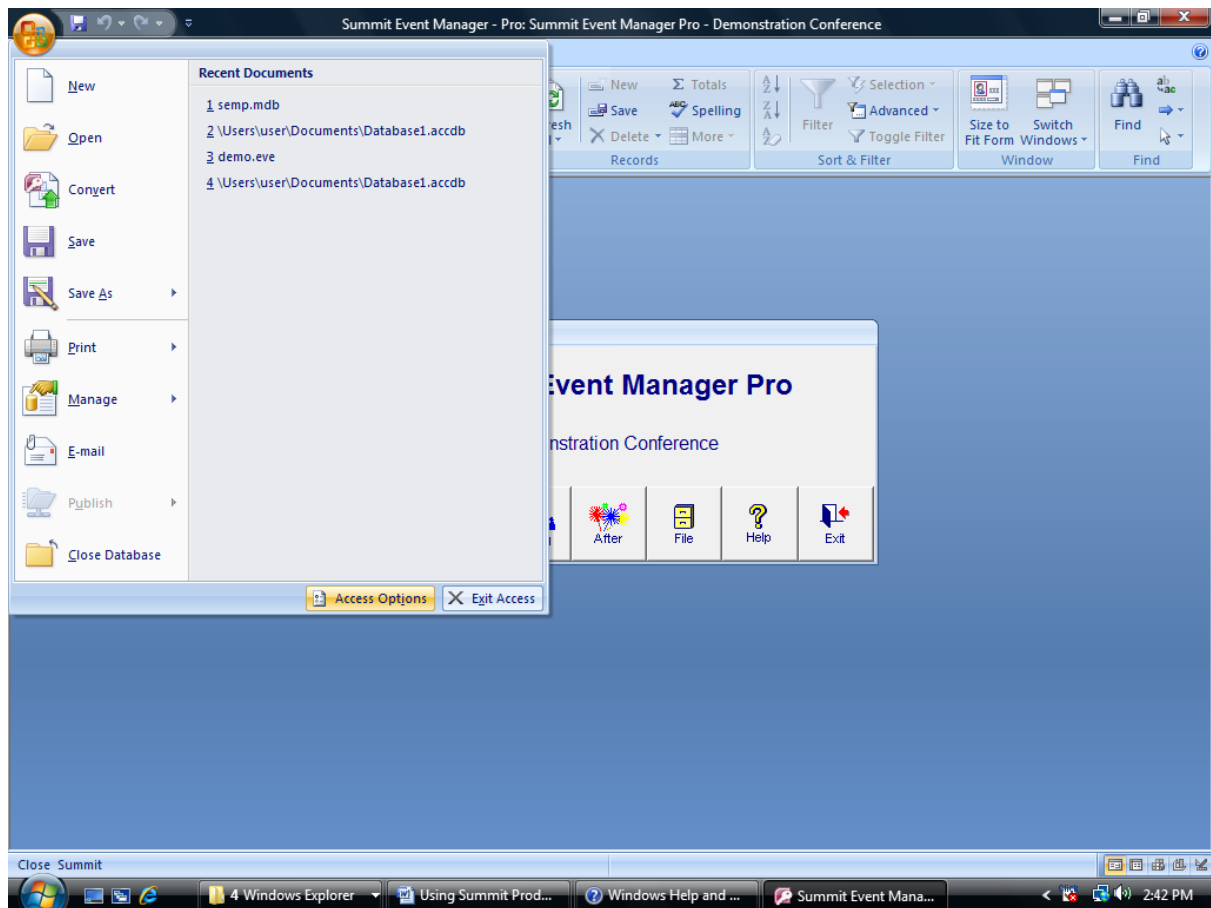 Summit Event Manager - Pro: Summit Event Manager Pro - Demonstration Conference
New
Open
Convert
Save
Save As
Print
Manage
E-mail
Publish
Close Database
Recent Documents
1 semp.mdb
2 \Users\user\Documents\Database1.accdb
3 demo.eve
4 \Users\user\Documents\Database1.accdb
Access Options
Exit Access
New
Save
Delete
Totals
Spelling
More
Records
Filter
Selection
Advanced
Toggle Filter
Sort & Filter
Size to
Fit Form
Switch
Windows
Window
Find
Find
Event Manager Pro
nstration Conference
After
File
Help
Exit
Close Summit
4 Windows Explorer
Using Summit Prod...
Windows Help and ...
Summit Event Mana...
2:42 PM